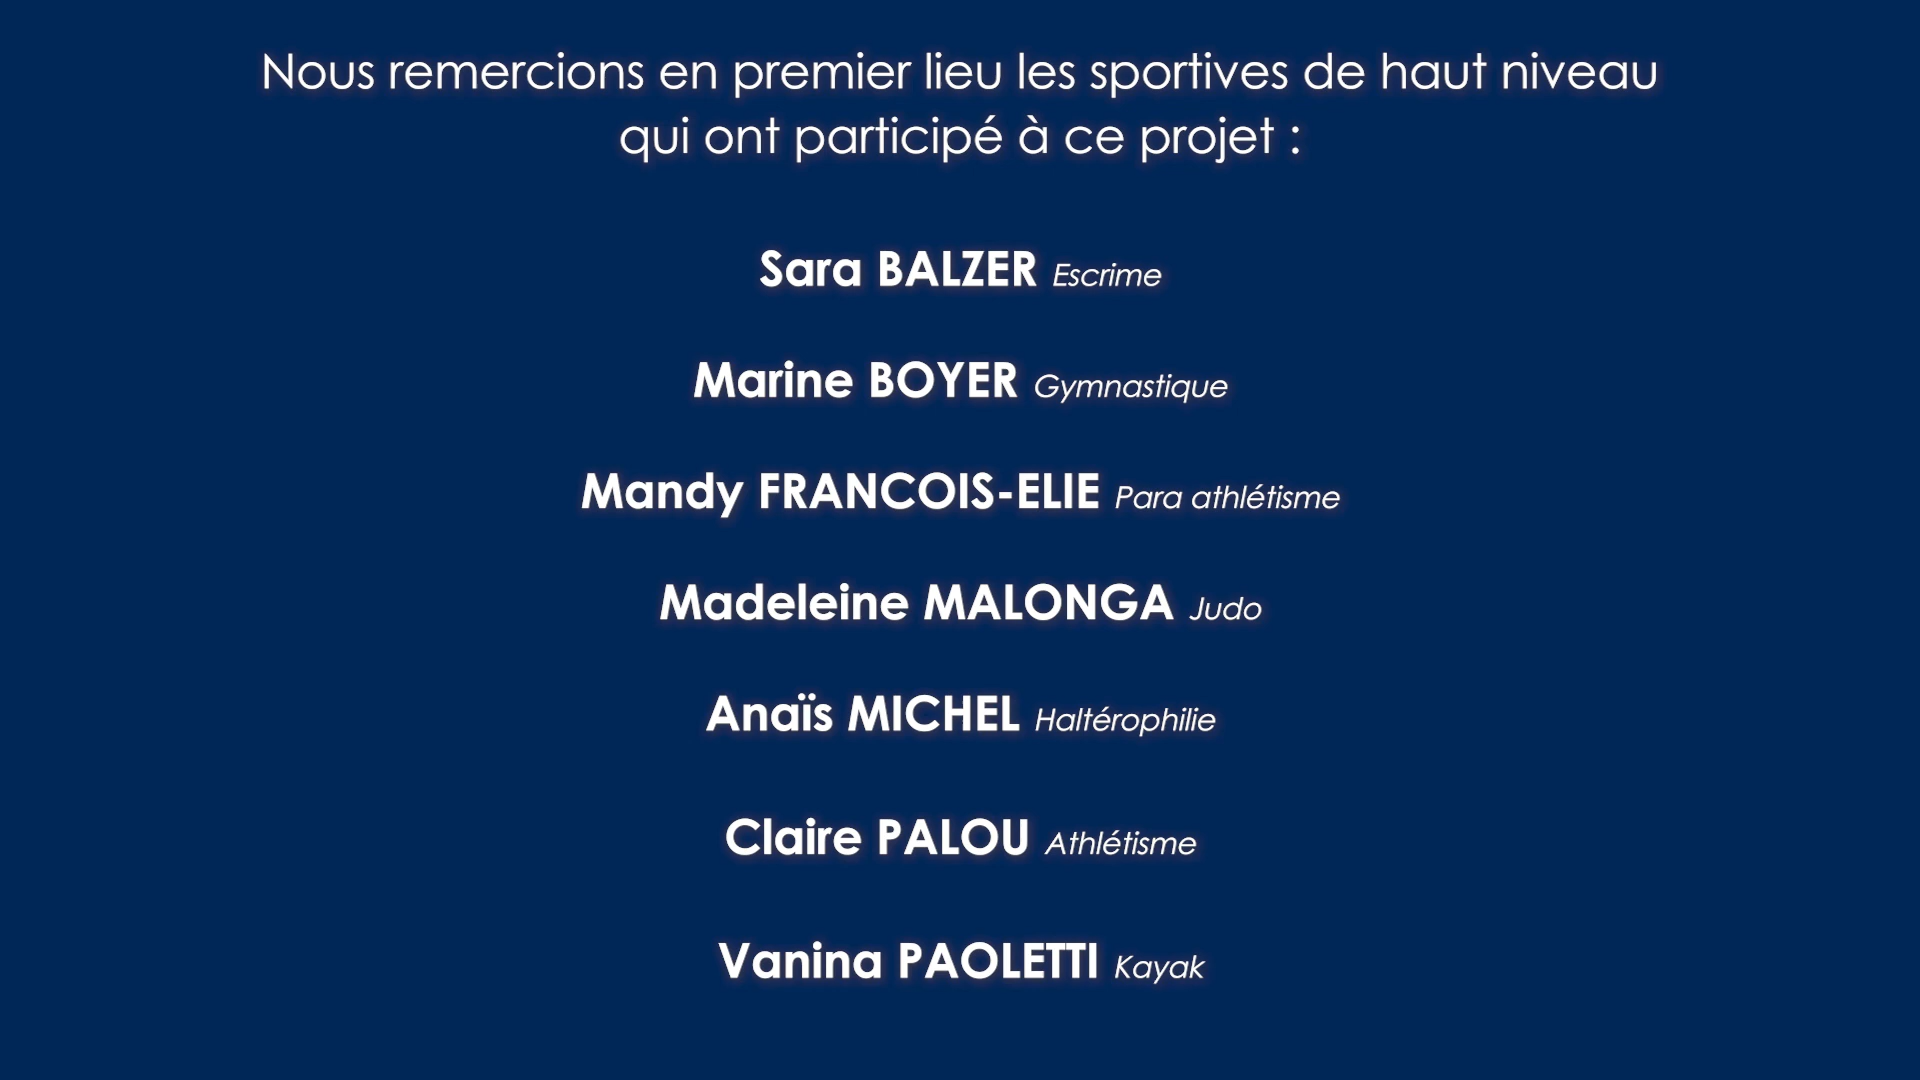 Nous remercions en premier lieu les sportives de haut niveau
qui ont participé à ce projet :
Sara BALZER Escrime
Marine BOYER Gymnastique
Mandy FRANCOIS-ELIE Para athlétisme
Madeleine MALONGA Judo
Anaïs MICHEL Haltérophilie
Claire PALOU Athlétisme
Vanina PAOLETTI Kayak